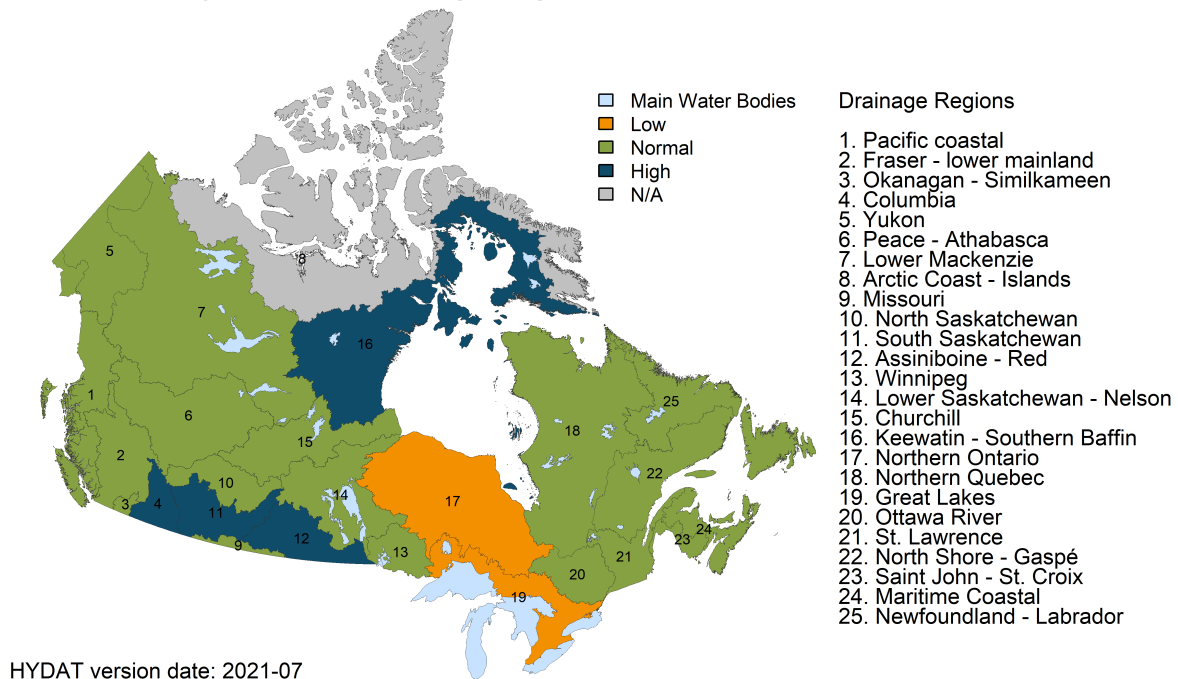 Main Water Bodies
Low
Normal
High
N/A
Drainage Regions
1. Pacific coastal
2. Fraser - lower mainland
3. Okanagan - Similkameen
4. Columbia
5. Yukon
6. Peace - Athabasca
7. Lower Mackenzie
8. Arctic Coast - Islands
9. Missouri
10. North Saskatchewan
11. South Saskatchewan
12. Assiniboine - Red
13. Winnipeg
14. Lower Saskatchewan - Nelson
15. Churchill
16. Keewatin - Southern Baffin
17. Northern Ontario
18. Northern Quebec
19. Great Lakes
20. Ottawa River
21. St. Lawrence
22. North Shore - Gaspé
23. Saint John - St. Croix
24. Maritime Coastal
25. Newfoundland - Labrador
5
8
7
16
1
6
25
15
18
2
10
22
14
3
4
11
17
24
12
9
13
23
21
20
19
HYDAT version date: 2021-07